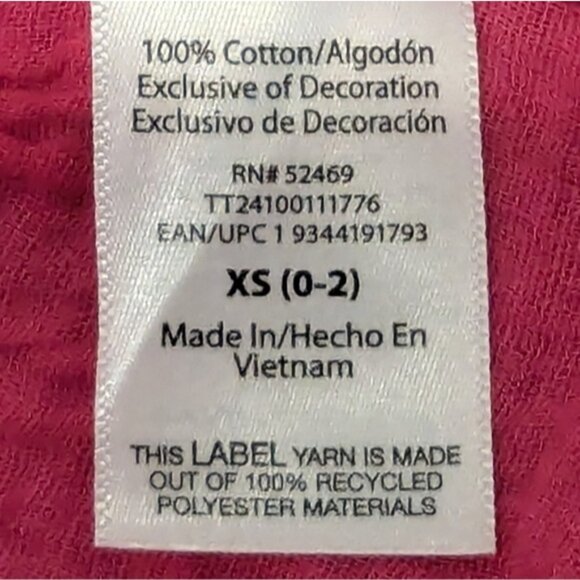 100% Cotton/Algodón
Exclusive of Decoration
Exclusivo de Decoración
RN# 52469
TT24100111776
EAN/UPC 1 9344191793
XS (0-2)
Made In/Hecho En
Vietnam
THIS LABEL YARN IS MADE
OUT OF 100% RECYCLED
POLYESTER MATERIALS